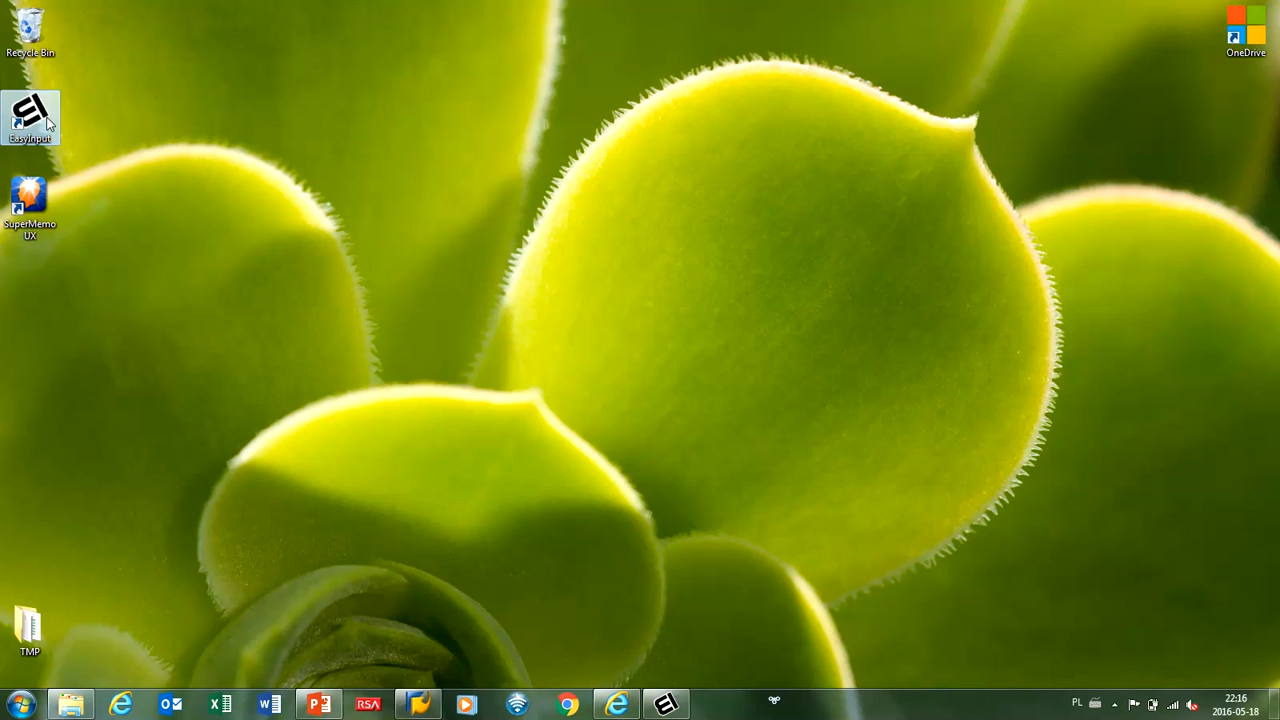 Recycle Bin
OneDrive
EasyInput
SuperMemo
UX
TMP
RSA
PL
22:16
2016-05-18